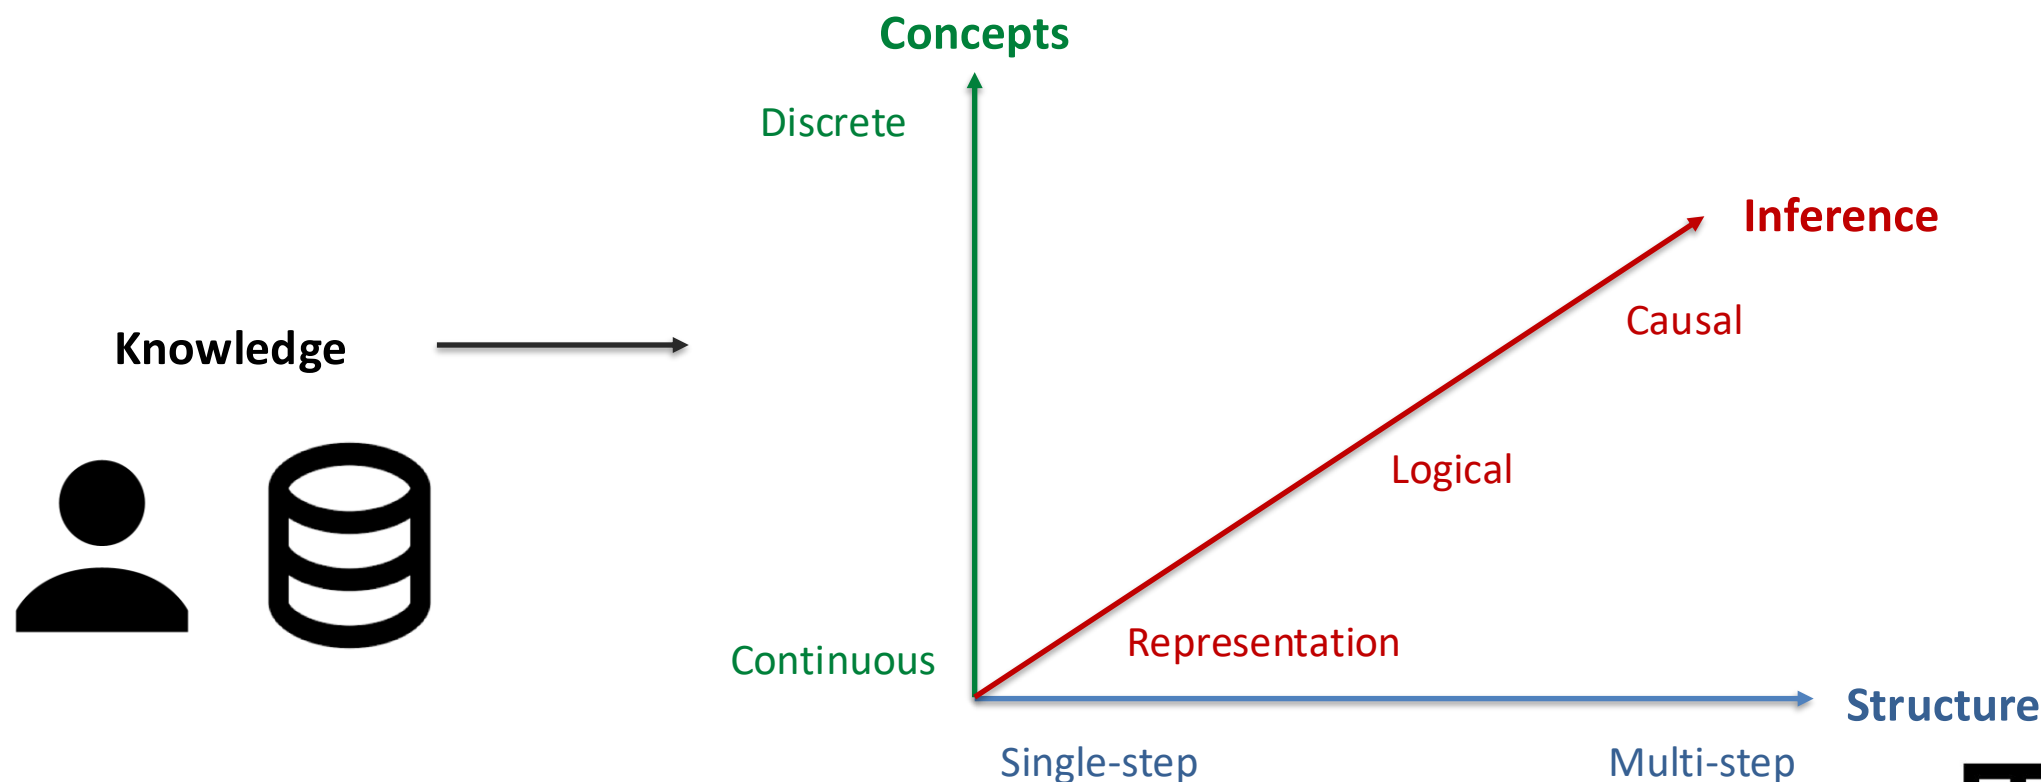 Concepts
Discrete
Inference
Causal
Knowledge
Logical
Representation
Continuous
Structure
Single-step
Multi-step